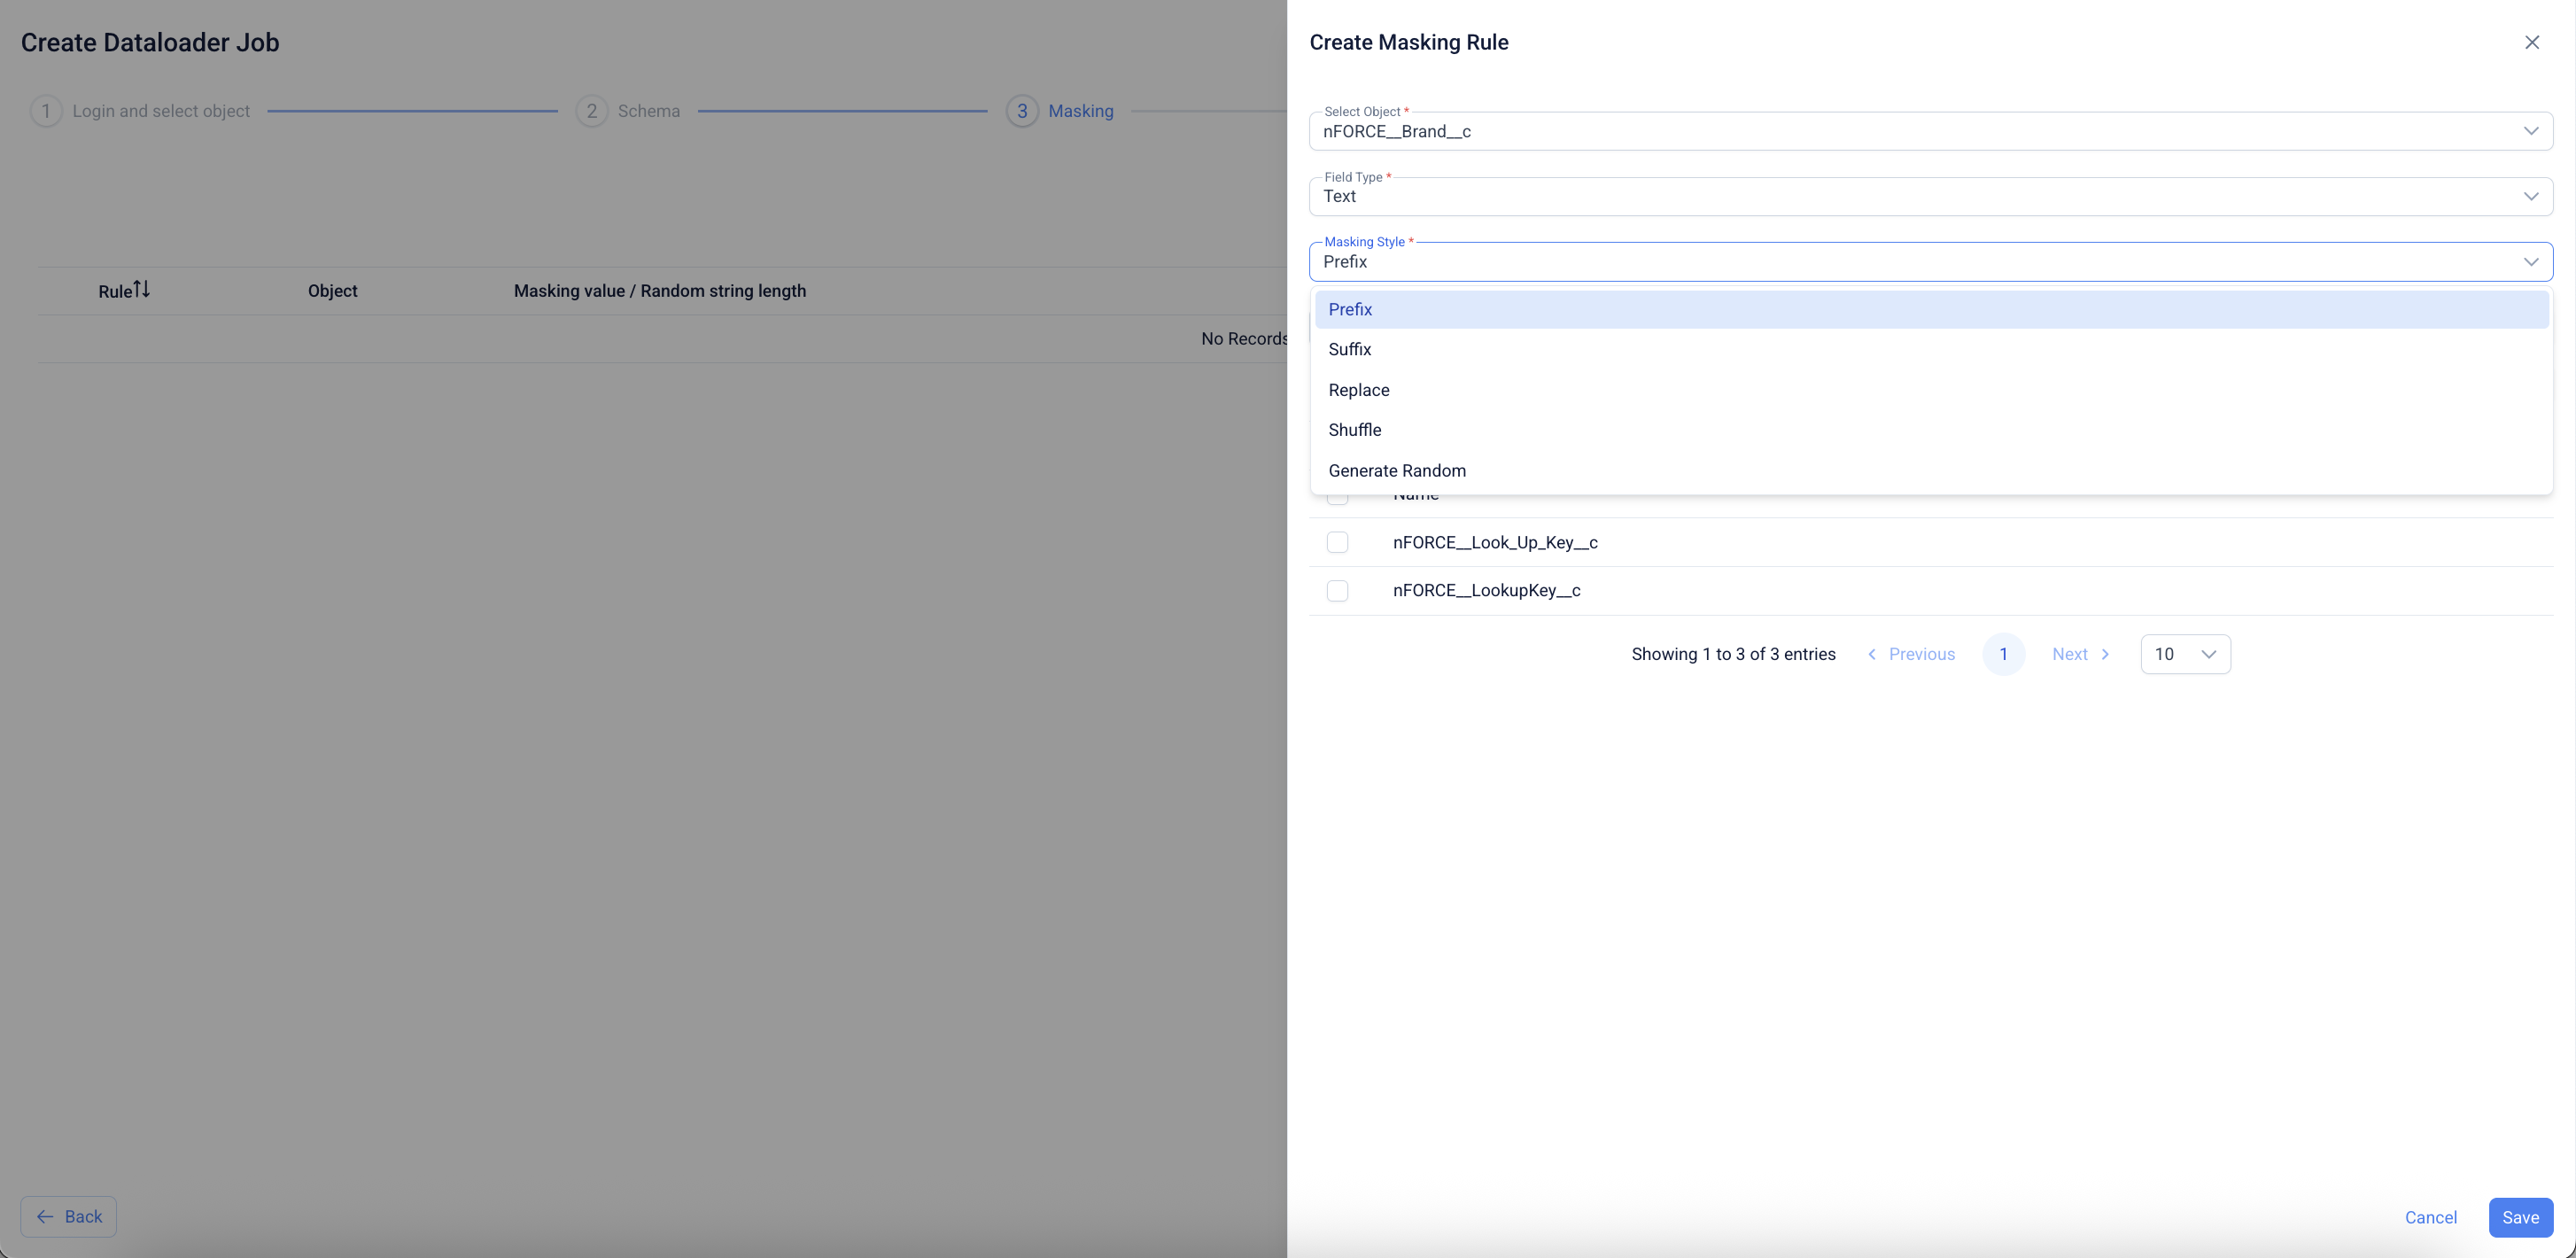 Create Dataloader Job
1 Login and select object 2 Schema 3 Masking
Rule Object Masking value / Random string length
No Records
Back
Create Masking Rule
Select Object *
nFORCE__Brand__c
Field Type *
Text
Masking Style *
Prefix
Prefix
Suffix
Replace
Shuffle
Generate Random
Name
nFORCE__Look_Up_Key__c
nFORCE__LookupKey__c
Showing 1 to 3 of 3 entries Previous 1 Next 10
Cancel Save